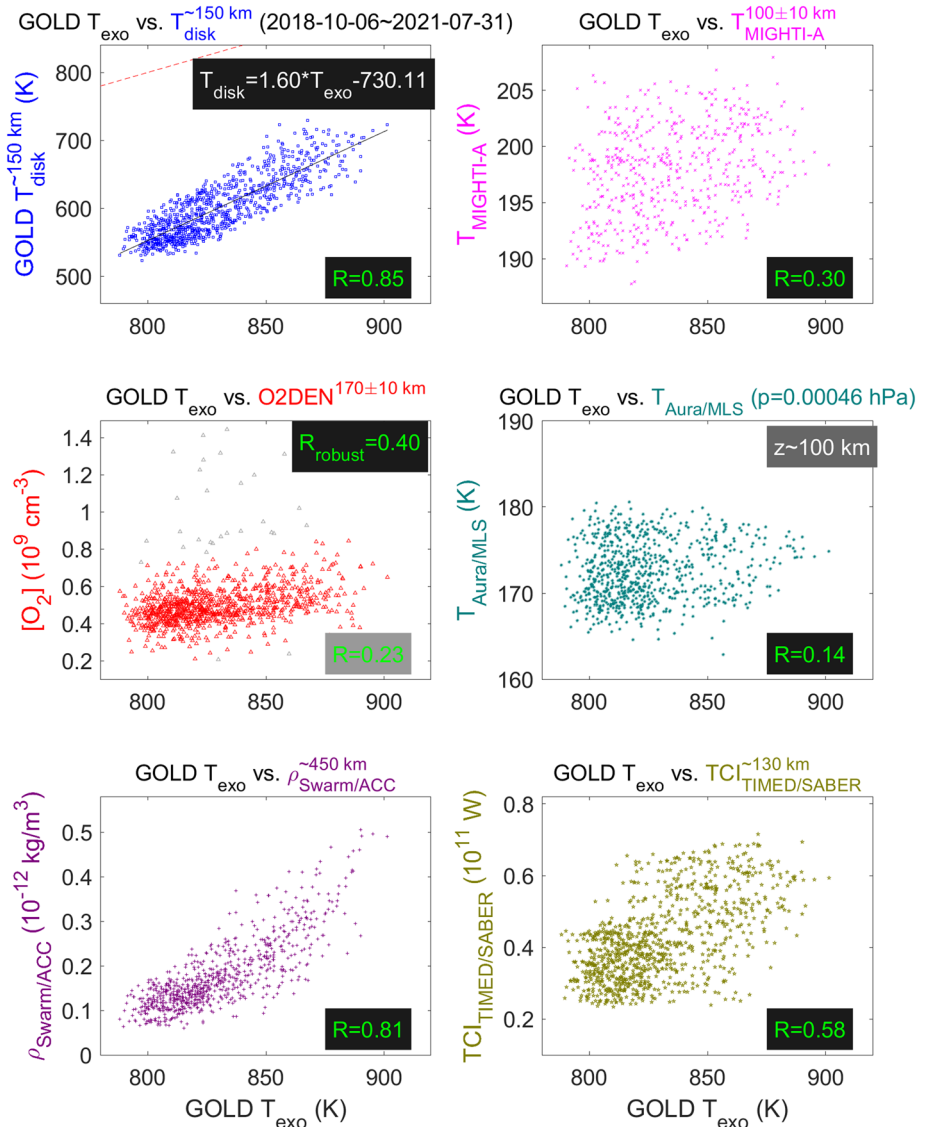 GOLD T_exo vs. T_disk^~150 km (2018-10-06~2021-07-31)
GOLD T_disk^~150 km (K)
800
700
600
500
T_disk=1.60*T_exo-730.11
R=0.85
800 850 900
GOLD T_exo vs. T_MIGHTI-A^100±10 km
T_MIGHTI-A (K)
205
200
195
190
R=0.30
800 850 900
GOLD T_exo vs. O2DEN^170±10 km
[O_2] (10^9 cm^-3)
1.4
1.2
1
0.8
0.6
0.4
0.2
R_robust=0.40
R=0.23
800 850 900
GOLD T_exo vs. T_Aura/MLS (p=0.00046 hPa)
T_Aura/MLS (K)
190
180
170
160
z~100 km
R=0.14
800 850 900
GOLD T_exo vs. ρ_Swarm/ACC^~450 km
ρ_Swarm/ACC (10^-12 kg/m^3)
0.5
0.4
0.3
0.2
0.1
0
R=0.81
800 850 900
GOLD T_exo (K)
GOLD T_exo vs. TCI_TIMED/SABER^~130 km
TCI_TIMED/SABER (10^11 W)
0.8
0.6
0.4
0.2
R=0.58
800 850 900
GOLD T_exo (K)